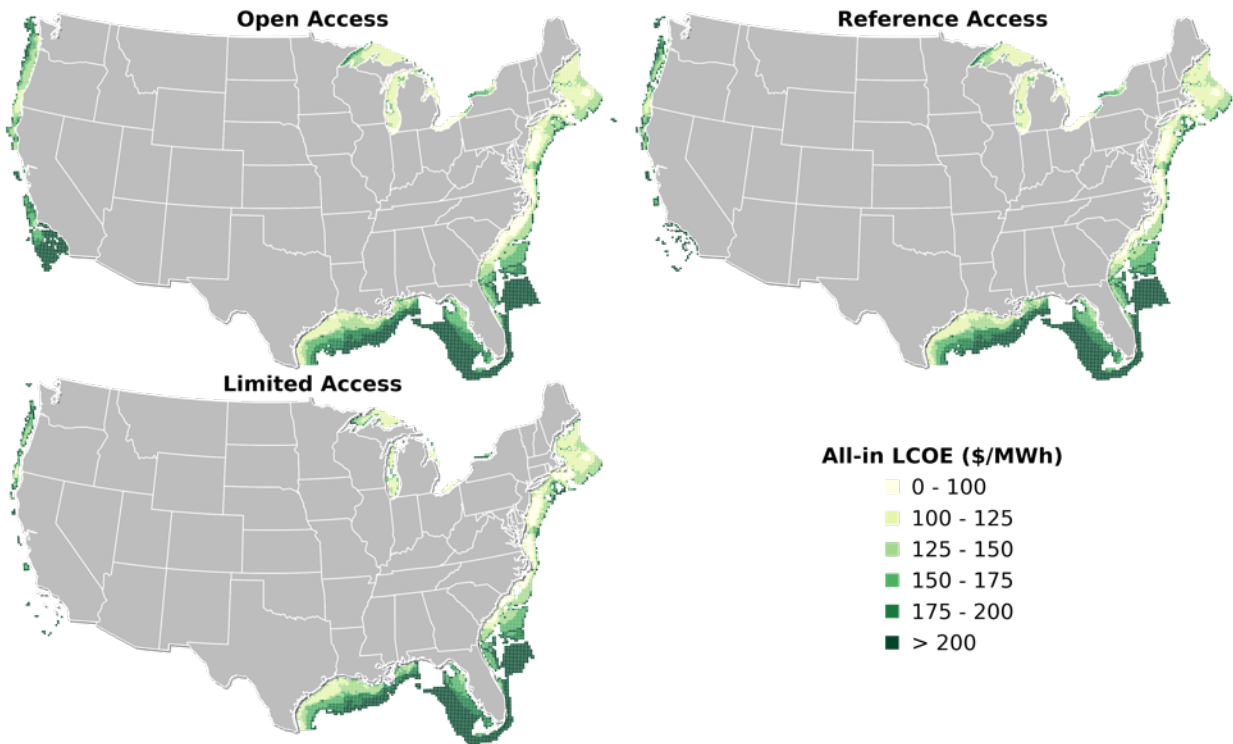 Open Access
Reference Access
Limited Access
All-in LCOE ($/MWh)
0 - 100
100 - 125
125 - 150
150 - 175
175 - 200
> 200